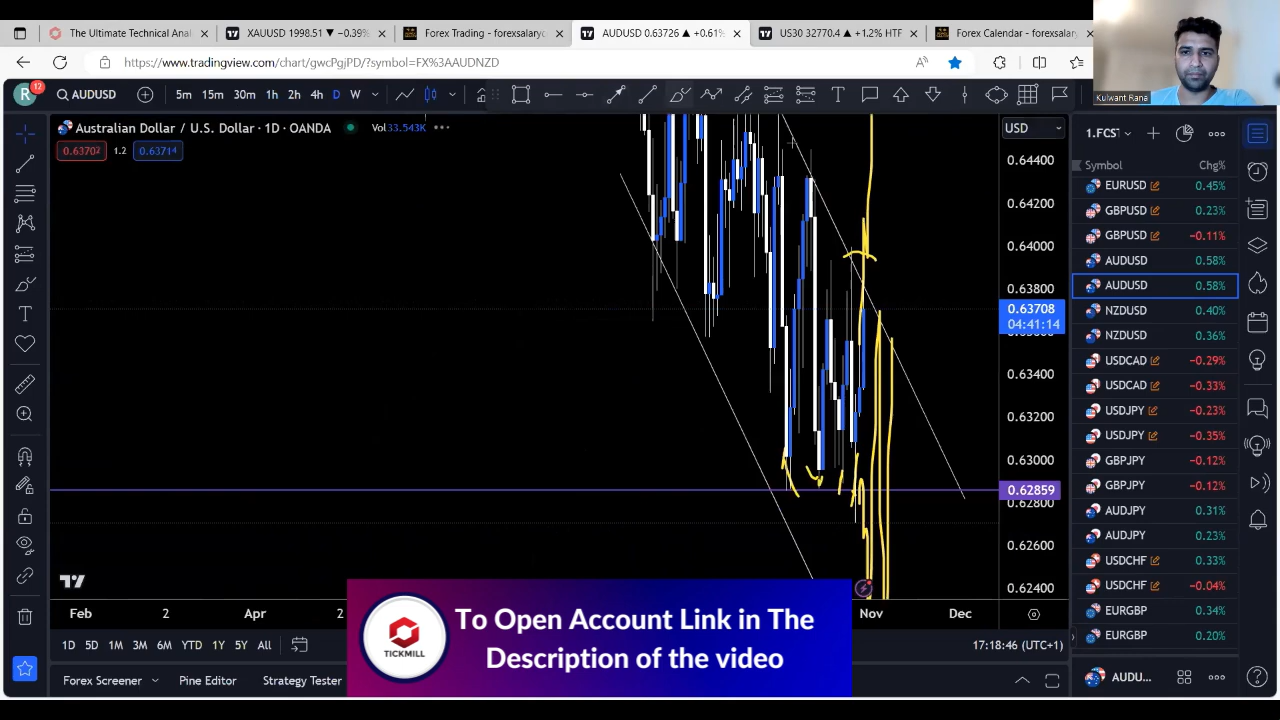 The Ultimate Technical Anal
XAUUSD 1998.51 ▼ −0.39%
Forex Trading - forexsalaryc
AUDUSD 0.63726 ▲ +0.61%
US30 32770.4 ▲ +1.2% HTF
Forex Calendar - forexsalary
https://www.tradingview.com/chart/gwcPgjPD/?symbol=FX%3AAUDNZD
Kulwant Rana
R 12
AUDUSD
5m 15m 30m 1h 2h 4h D W
Australian Dollar / U.S. Dollar · 1D · OANDA
Vol 33.543K
0.63702 1.2 0.63714
USD
0.64400
0.64200
0.64000
0.63800
0.63708
04:41:14
0.63400
0.63200
0.63000
0.62859
0.62800
0.62600
0.62400
1.FCST
Symbol Chg%
EURUSD 0.45%
GBPUSD 0.23%
GBPUSD −0.11%
AUDUSD 0.58%
AUDUSD 0.58%
NZDUSD 0.40%
NZDUSD 0.36%
USDCAD −0.29%
USDCAD −0.33%
USDJPY −0.23%
USDJPY −0.35%
GBPJPY −0.12%
GBPJPY −0.12%
AUDJPY 0.31%
AUDJPY 0.23%
USDCHF 0.33%
USDCHF −0.04%
EURGBP 0.34%
EURGBP 0.20%
Feb 2 Apr 2 Nov Dec
1D 5D 1M 3M 6M YTD 1Y 5Y All
17:18:46 (UTC+1)
TICKMILL
To Open Account Link in The
Description of the video
Forex Screener Pine Editor Strategy Tester
AUDU...